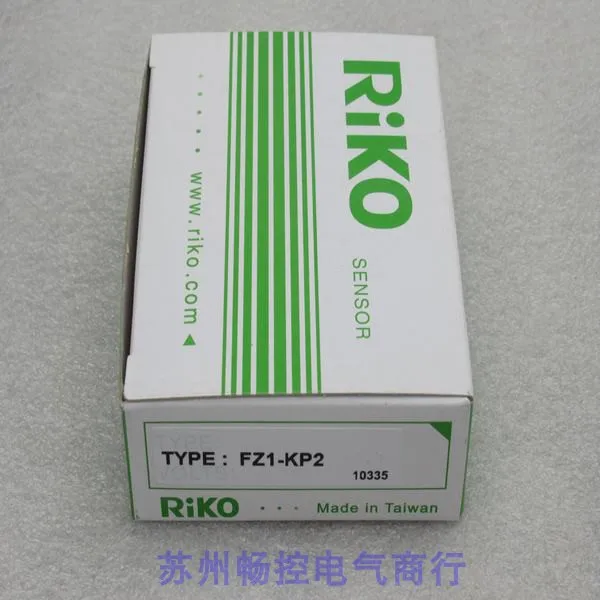 RiKO
SENSOR
www.riko.com
TYPE : FZ1-KP2
10335
RiKO ... Made in Taiwan
苏州畅控电气商行